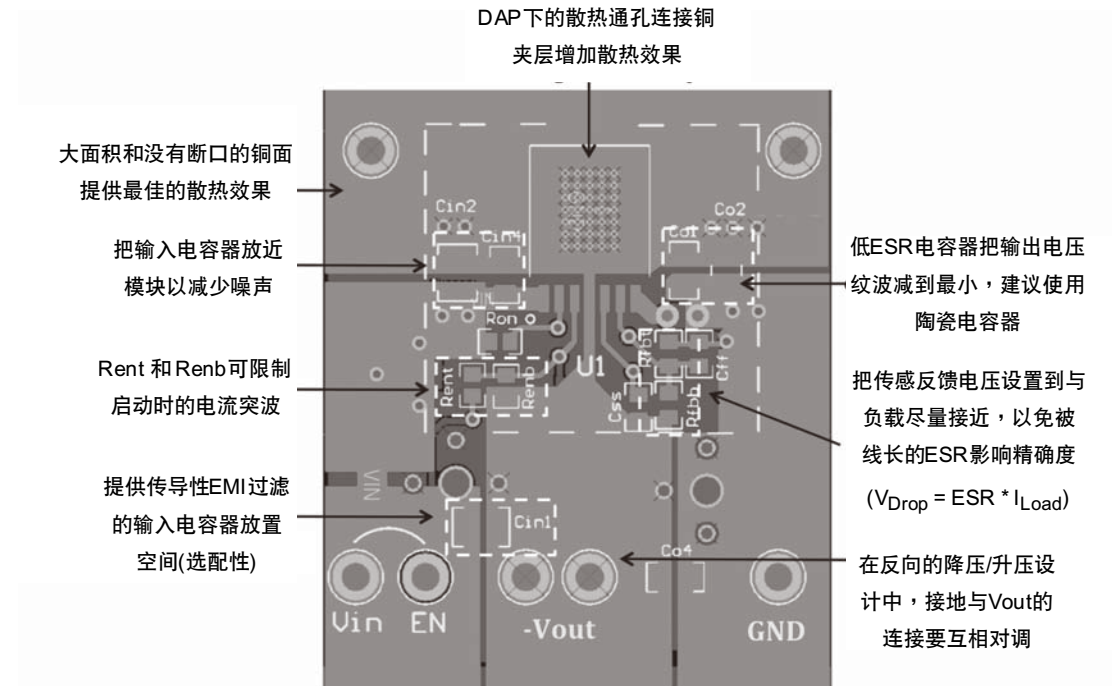 DAP下的散热通孔连接铜
夹层增加散热效果
大面积和没有断口的铜面
提供最佳的散热效果
把输入电容器放近
模块以减少噪声
Rent 和Renb可限制
启动时的电流突波
提供传导性EMI过滤
的输入电容器放置
空间(选配性)
低ESR电容器把输出电压
纹波减到最小，建议使用
陶瓷电容器
把传感反馈电压设置到与
负载尽量接近，以免被
线长的ESR影响精确度
(VDrop = ESR * ILoad)
在反向的降压/升压设
计中，接地与Vout的
连接要互相对调
Cin2
Cin4
Co1
Co2
Ron
U1
Rent
Renb
Css
Rfbt
Rfbb
Cff
VIN
Cin1
Co4
Vin
EN
-Vout
GND